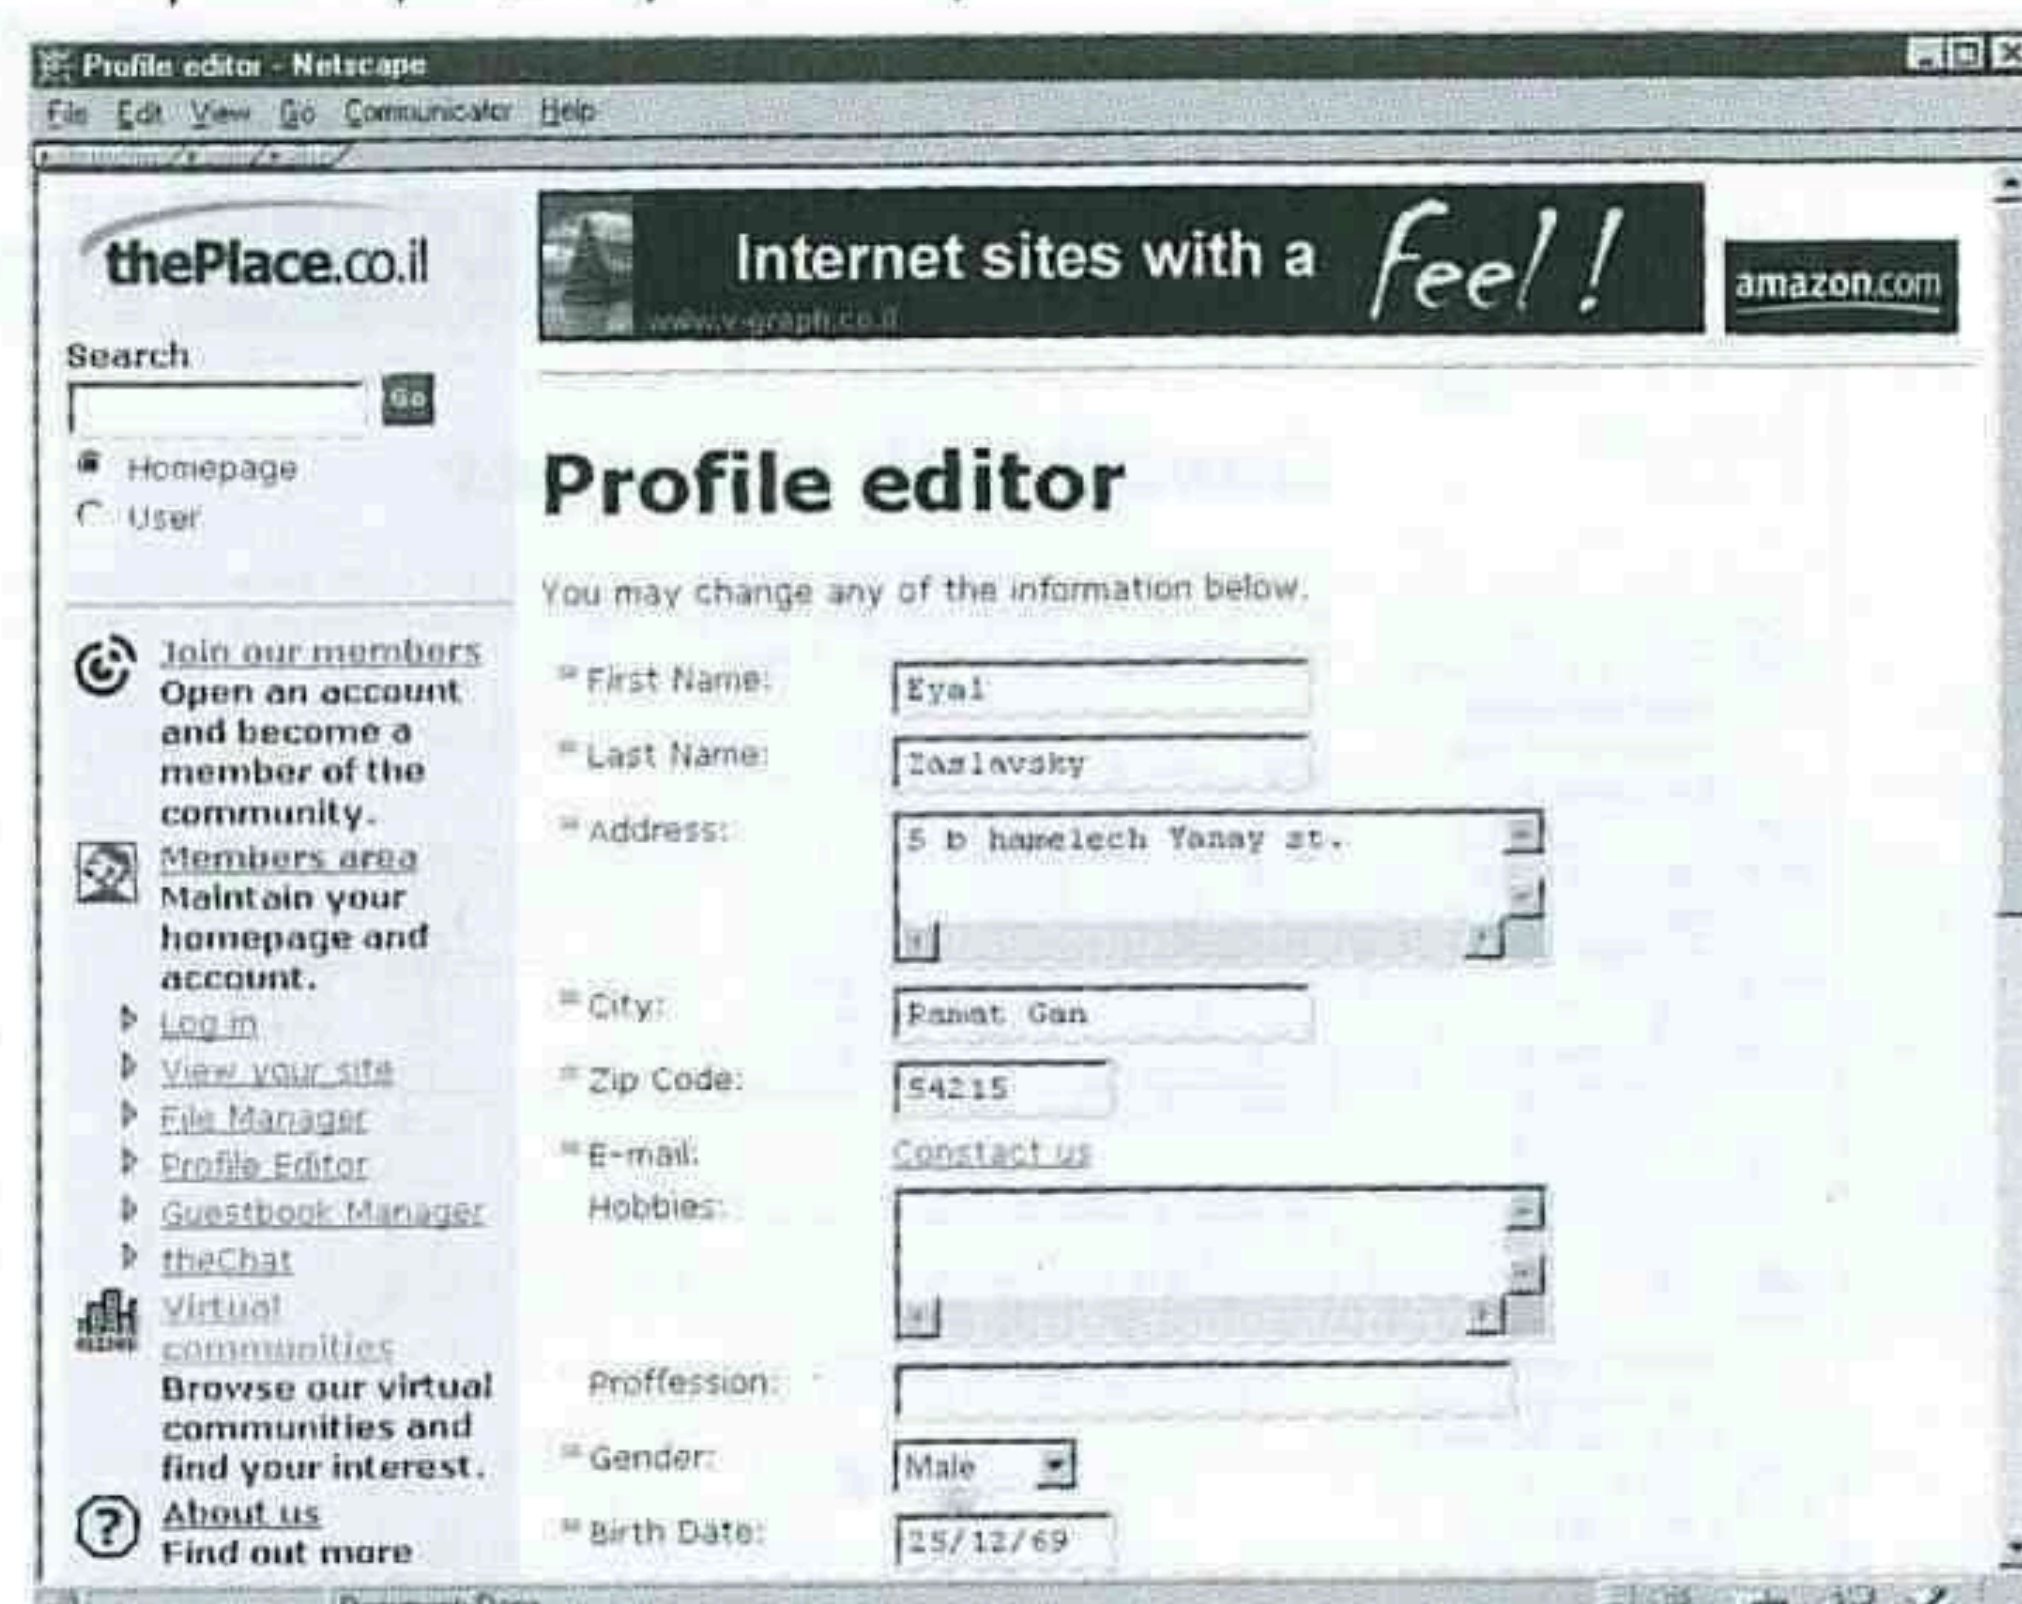 Profile editor - Netscape
File Edit View Go Communicator Help
thePlace.co.il
Internet sites with a feel!
www.v-graph.co.il
amazon.com
Search
Go
Homepage
User
Profile editor
You may change any of the information below.
Join our members
Open an account
and become a
member of the
community.
Members area
Maintain your
homepage and
account.
Log in
View your site
File Manager
Profile Editor
Guestbook Manager
theChat
Virtual
communities
Browse our virtual
communities and
find your interest.
About us
Find out more
First Name: Eyal
Last Name: Zaslavsky
Address: 5 b hamelech Yanay st.
City: Ramat Gan
Zip Code: 54215
E-mail: Constact us
Hobbies:
Proffession:
Gender: Male
Birth Date: 25/12/69